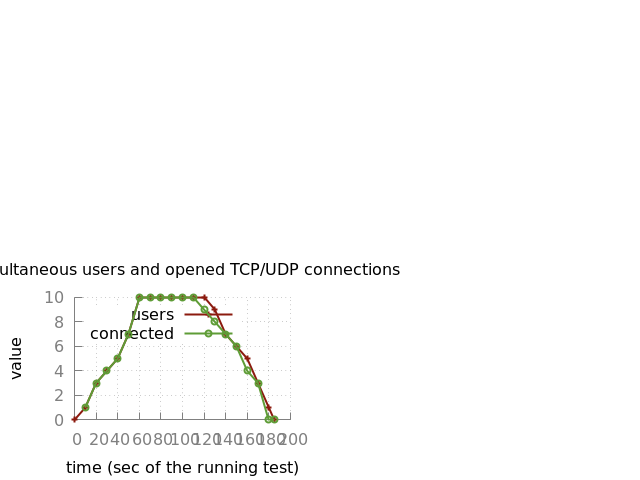 ultaneous users and opened TCP/UDP connections
10
users
8
connected
6
value
4
2
0
0 20 40 60 80 100 120 140 160 180 200
time (sec of the running test)